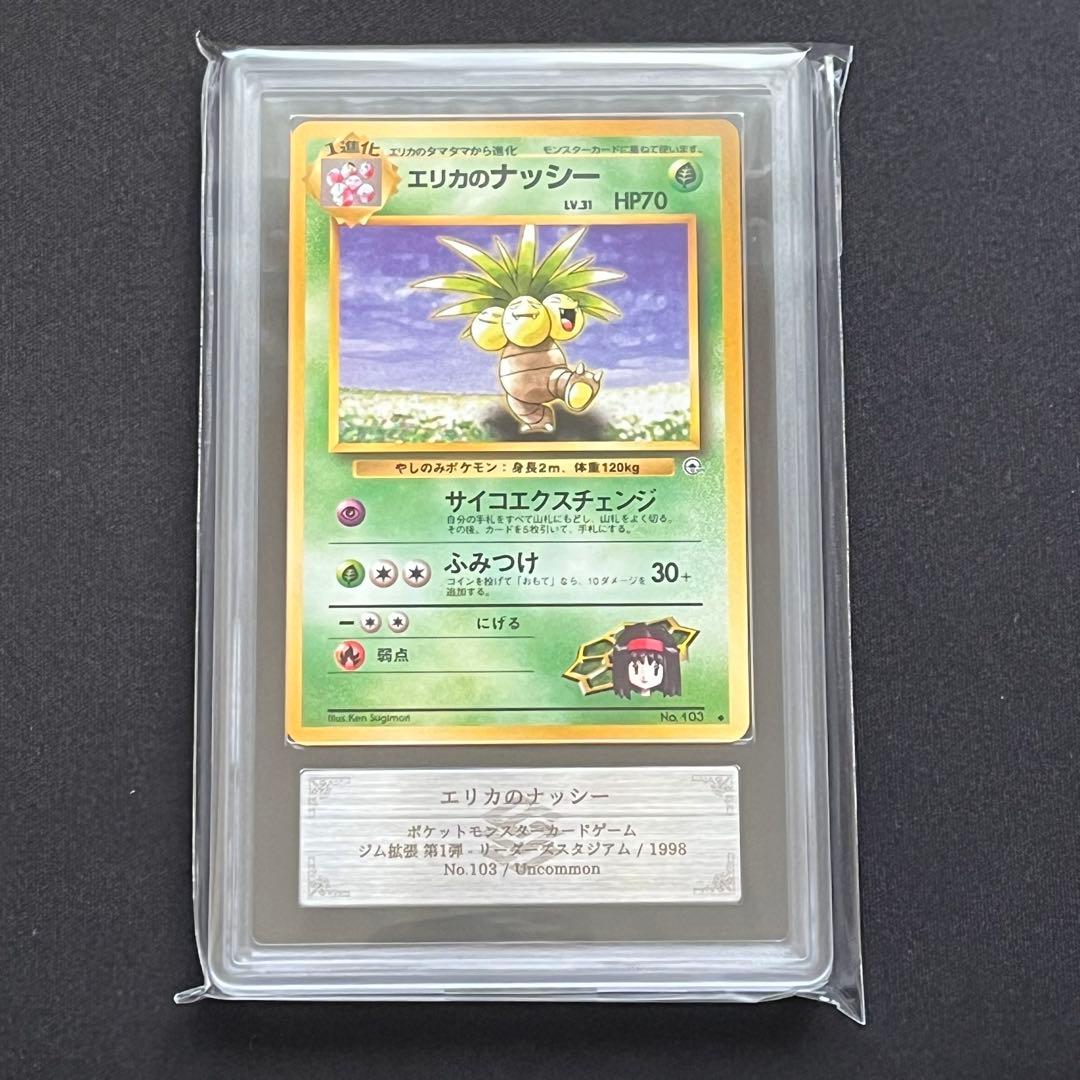 1進化 エリカのタマタマから進化 モンスターカードに重ねて使います。
エリカのナッシー
LV.31 HP70
やしのみポケモン：身長2m、体重120kg
サイコエクスチェンジ
自分の手札をすべて山札にもどし、山札をよく切る。
その後、カードを5枚引いて、手札にする。
ふみつけ 30+
コインを投げて「おもて」なら、10ダメージを
追加する。
にげる
弱点
Illus. Ken Sugimori No. 103
エリカのナッシー
ポケットモンスターカードゲーム
ジム拡張 第1弾 - リーダーズスタジアム / 1998
No.103 / Uncommon